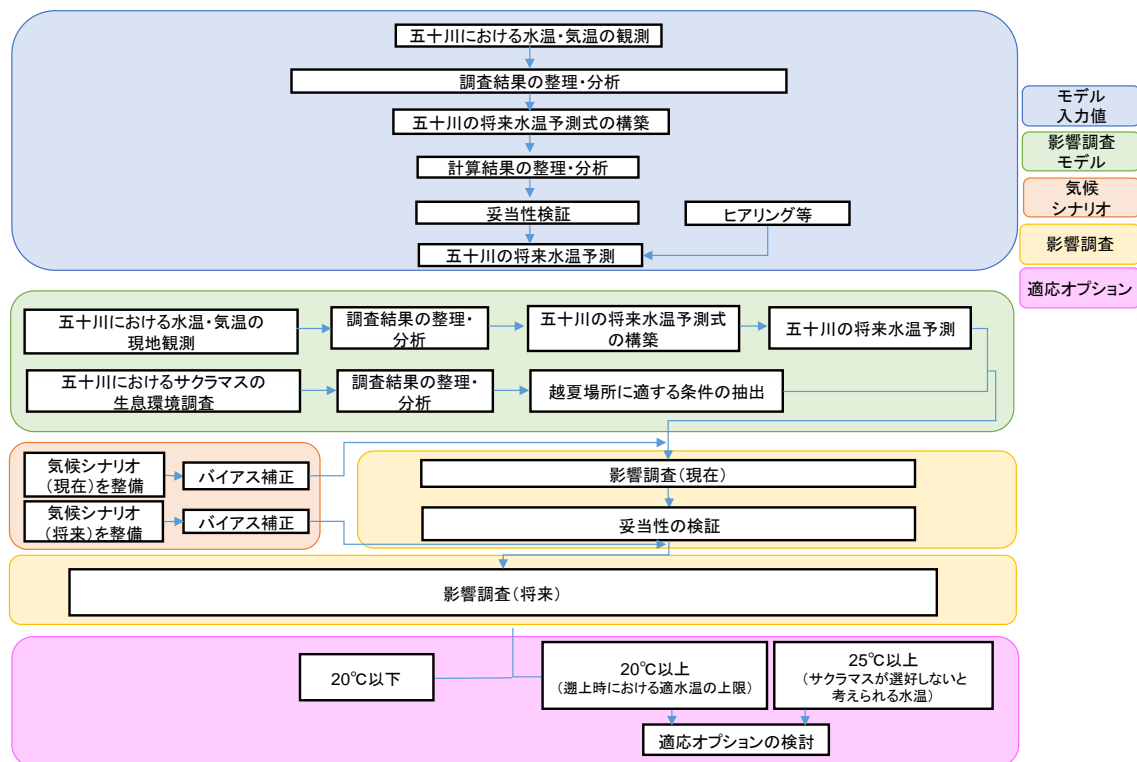 五十川における水温・気温の観測
調査結果の整理・分析
五十川の将来水温予測式の構築
計算結果の整理・分析
妥当性検証
ヒアリング等
五十川の将来水温予測
モデル
入力値
影響調査
モデル
気候
シナリオ
影響調査
適応オプション
五十川における水温・気温の
現地観測
調査結果の整理・
分析
五十川の将来水温予測式
の構築
五十川の将来水温予測
五十川におけるサクラマスの
生息環境調査
調査結果の整理・
分析
越夏場所に適する条件の抽出
気候シナリオ
(現在)を整備
バイアス補正
気候シナリオ
(将来)を整備
バイアス補正
影響調査(現在)
妥当性の検証
影響調査(将来)
20℃以下
20℃以上
(遡上時における適水温の上限)
25℃以上
(サクラマスが選好しないと
考えられる水温)
適応オプションの検討